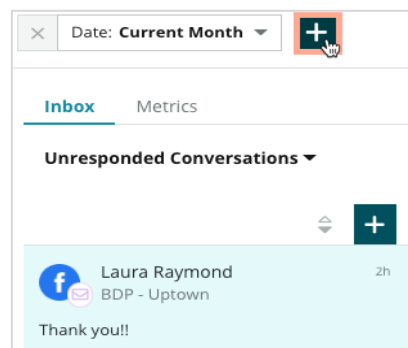 Date: Current Month
Inbox Metrics
Unresponded Conversations
Laura Raymond 2h
BDP - Uptown
Thank you!!